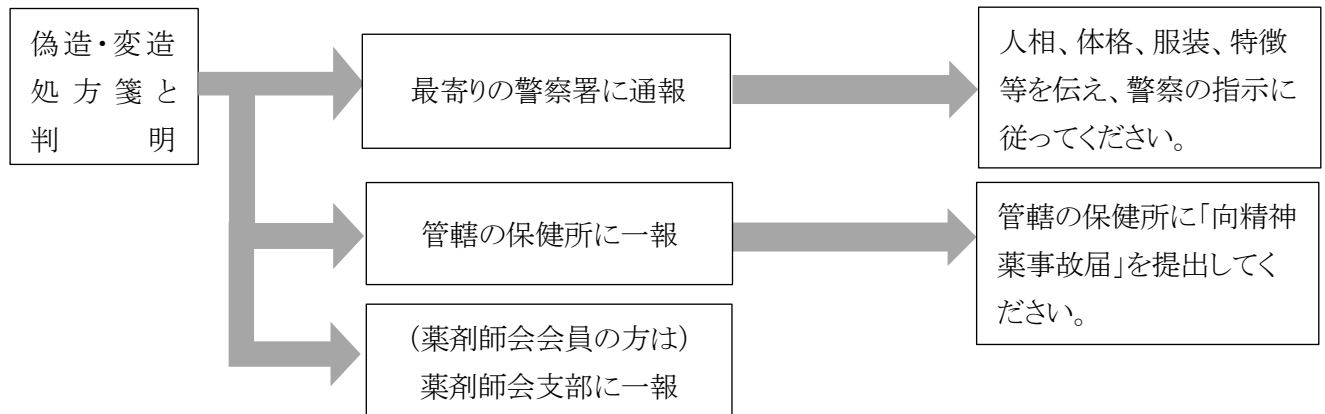 偽造・変造
処方箋と
判明
最寄りの警察署に通報
人相、体格、服装、特徴
等を伝え、警察の指示に
従ってください。
管轄の保健所に一報
管轄の保健所に「向精神
薬事故届」を提出してく
ださい。
（薬剤師会会員の方は）
薬剤師会支部に一報